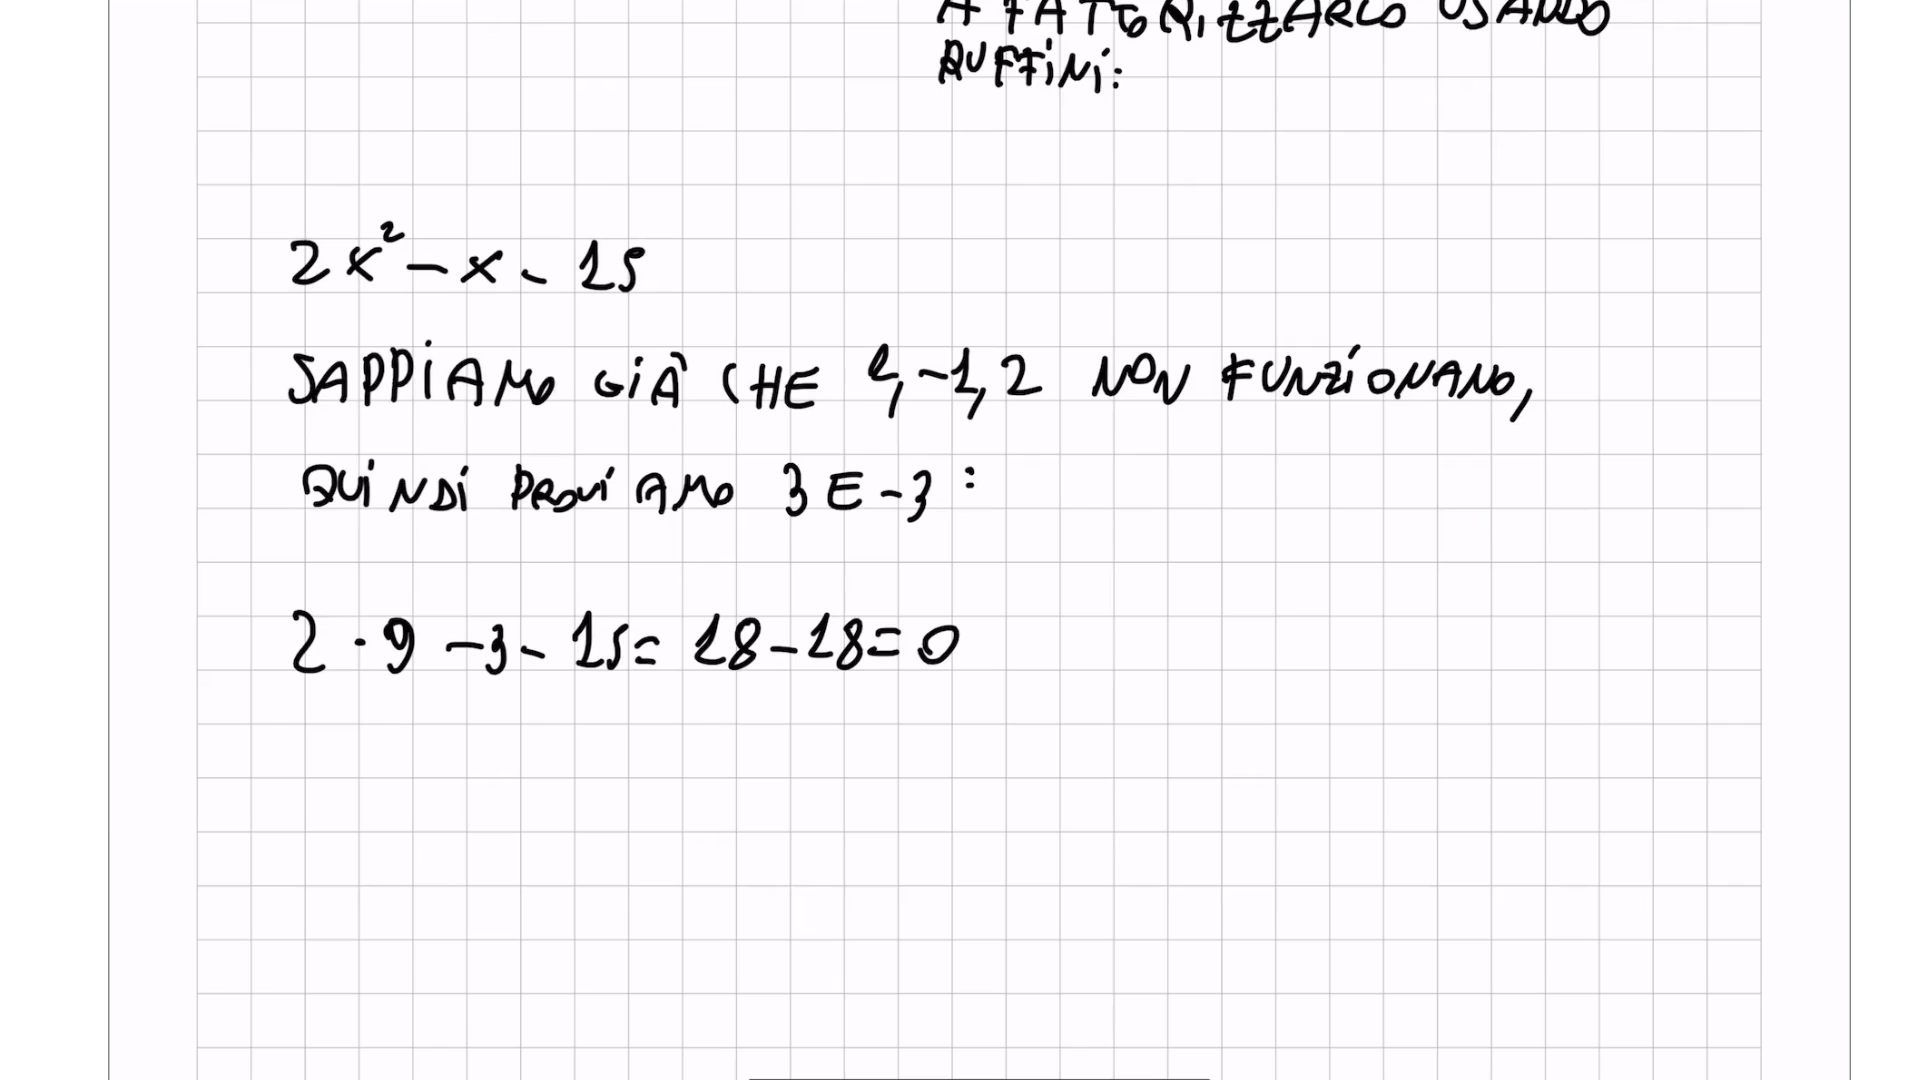 A FATTORIZZARLO USANDO
RUFFINI:
2x² - x - 15
SAPPIAMO GIÀ CHE 1, -1, 2 NON FUNZIONANO,
QUINDI PROVIAMO 3 E -3:
2 · 9 - 3 - 15 = 18 - 18 = 0